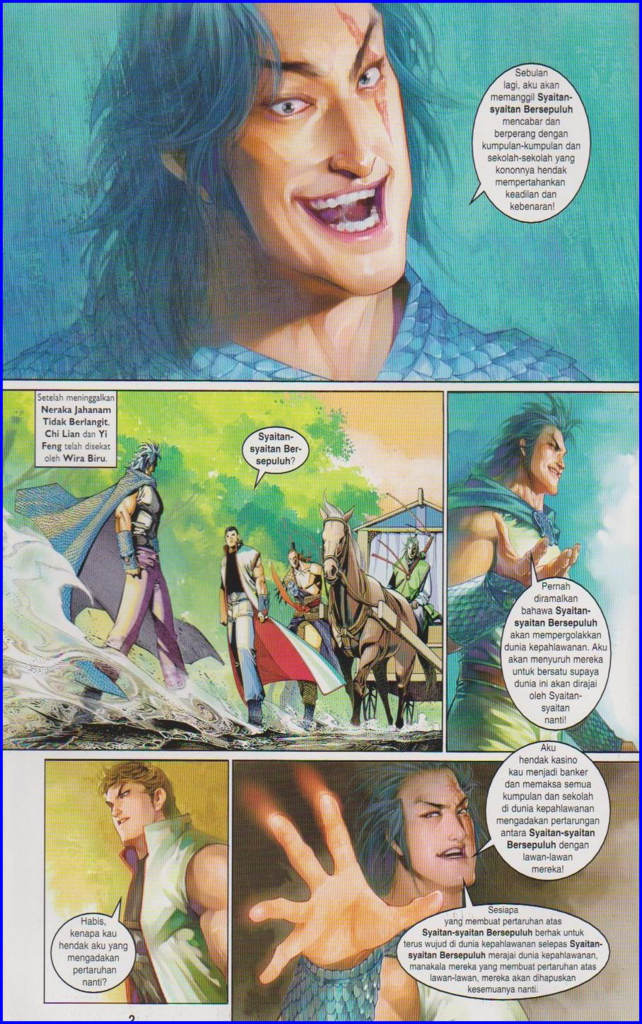 Sebulan
lagi, aku akan
memanggil Syaitan-
syaitan Bersepuluh
mencabar dan
berperang dengan
kumpulan-kumpulan dan
sekolah-sekolah yang
kononnya hendak
mempertahankan
keadilan dan
kebenaran!
Setelah meninggalkan
Neraka Jahanam
Tidak Berlangit,
Chi Lian dan Yi
Feng telah disekat
oleh Wira Biru.
Syaitan-
syaitan Ber-
sepuluh?
Pernah
diramalkan
bahawa Syaitan-
syaitan Bersepuluh
akan mempergolakkan
dunia kepahlawanan. Aku
akan menyuruh mereka
untuk bersatu supaya
dunia ini akan dirajai
oleh Syaitan-
syaitan
nanti!
Habis,
kenapa kau
hendak aku yang
mengadakan
pertaruhan
nanti?
Aku
hendak kasino
kau menjadi banker
dan memaksa semua
kumpulan dan sekolah
di dunia kepahlawanan
mengadakan pertarungan
antara Syaitan-syaitan
Bersepuluh dengan
lawan-lawan
mereka!
Sesiapa
yang membuat pertaruhan atas
Syaitan-syaitan Bersepuluh berhak untuk
terus wujud di dunia kepahlawanan selepas Syaitan-
syaitan Bersepuluh merajai dunia kepahlawanan,
manakala mereka yang membuat pertaruhan atas
lawan-lawan, mereka akan dihapuskan
kesemuanya nanti.
2